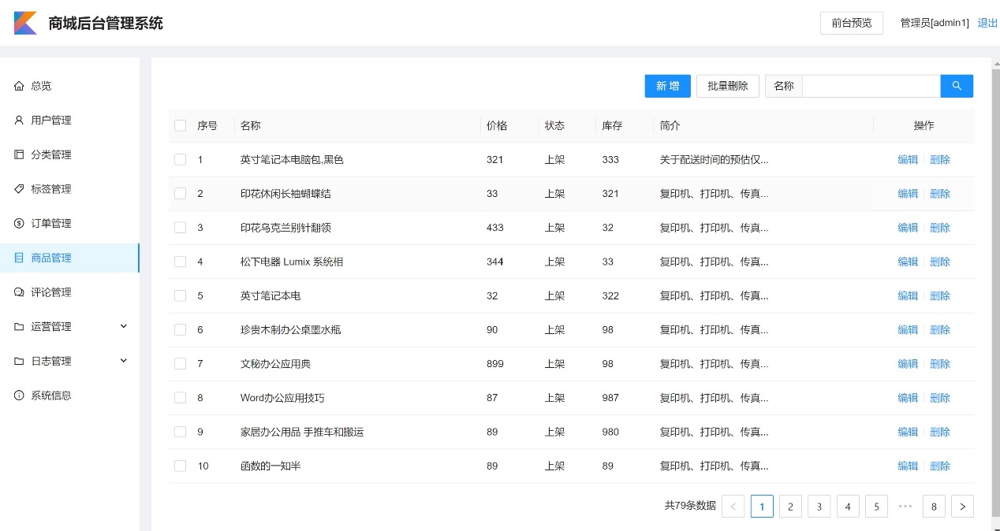 商城后台管理系统
前台预览 管理员[admin1] 退出
总览
用户管理
分类管理
标签管理
订单管理
商品管理
评论管理
运营管理
日志管理
系统信息
新 增 批量删除 名称
序号 名称 价格 状态 库存 简介 操作
1 英寸笔记本电脑包,黑色 321 上架 333 关于配送时间的预估仅... 编辑 删除
2 印花休闲长袖蝴蝶结 33 上架 321 复印机、打印机、传真... 编辑 删除
3 印花乌克兰别针翻领 433 上架 32 复印机、打印机、传真... 编辑 删除
4 松下电器 Lumix 系统相 344 上架 33 复印机、打印机、传真... 编辑 删除
5 英寸笔记本电 32 上架 322 复印机、打印机、传真... 编辑 删除
6 珍贵木制办公桌墨水瓶 90 上架 98 复印机、打印机、传真... 编辑 删除
7 文秘办公应用典 899 上架 98 复印机、打印机、传真... 编辑 删除
8 Word办公应用技巧 87 上架 987 复印机、打印机、传真... 编辑 删除
9 家居办公用品 手推车和搬运 89 上架 980 复印机、打印机、传真... 编辑 删除
10 函数的一知半 89 上架 89 复印机、打印机、传真... 编辑 删除
共79条数据 < 1 2 3 4 5 ••• 8 >